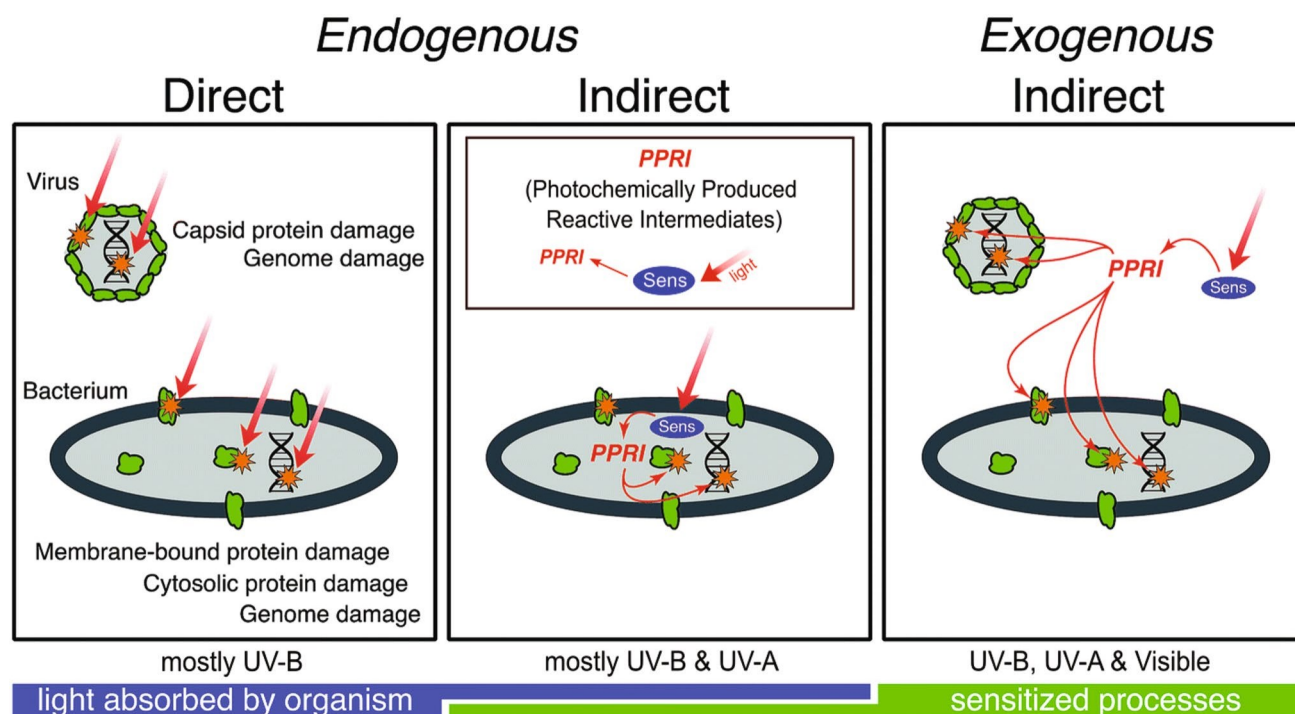 Endogenous
Exogenous
Direct
Indirect
Indirect
Virus
Capsid protein damage
Genome damage
Bacterium
Membrane-bound protein damage
Cytosolic protein damage
Genome damage
PPRI
(Photochemically Produced
Reactive Intermediates)
PPRI
Sens
light
Sens
PPRI
PPRI
Sens
mostly UV-B
mostly UV-B & UV-A
UV-B, UV-A & Visible
light absorbed by organism
sensitized processes